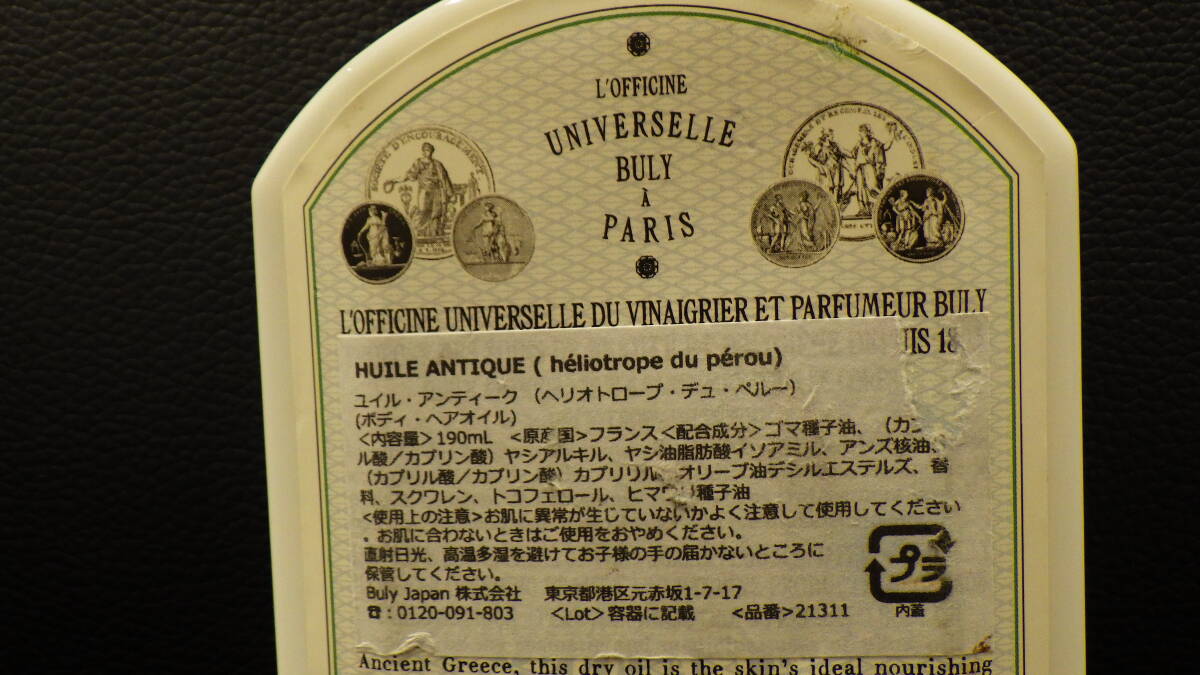 L'OFFICINE
UNIVERSELLE
BULY
À
PARIS
SOCIÉTÉ D'ENCOURAGEMENT
L'OFFICINE UNIVERSELLE DU VINAIGRIER ET PARFUMEUR BULY
UIS 18
HUILE ANTIQUE ( héliotrope du pérou)
ユイル・アンティーク （ヘリオトロープ・デュ・ペルー）
(ボディ・ヘアオイル)
＜内容量＞190mL ＜原産国＞フランス＜配合成分＞ゴマ種子油、（カプ
ル酸／カプリン酸）ヤシアルキル、ヤシ油脂肪酸イソアミル、アンズ核油、
（カプリル酸／カプリン酸）カプリリル、オリーブ油デシルエステルズ、香
料、スクワレン、トコフェロール、ヒマワリ種子油
＜使用上の注意＞お肌に異常が生じていないかよく注意して使用してください
。お肌に合わないときはご使用をおやめください。
直射日光、高温多湿を避けてお子様の手の届かないところに
保管してください。
Buly Japan 株式会社 東京都港区元赤坂1-7-17
☎：0120-091-803 ＜Lot＞容器に記載 ＜品番＞21311
プラ
内蓋
Ancient Greece, this dry oil is the skin's ideal nourishing